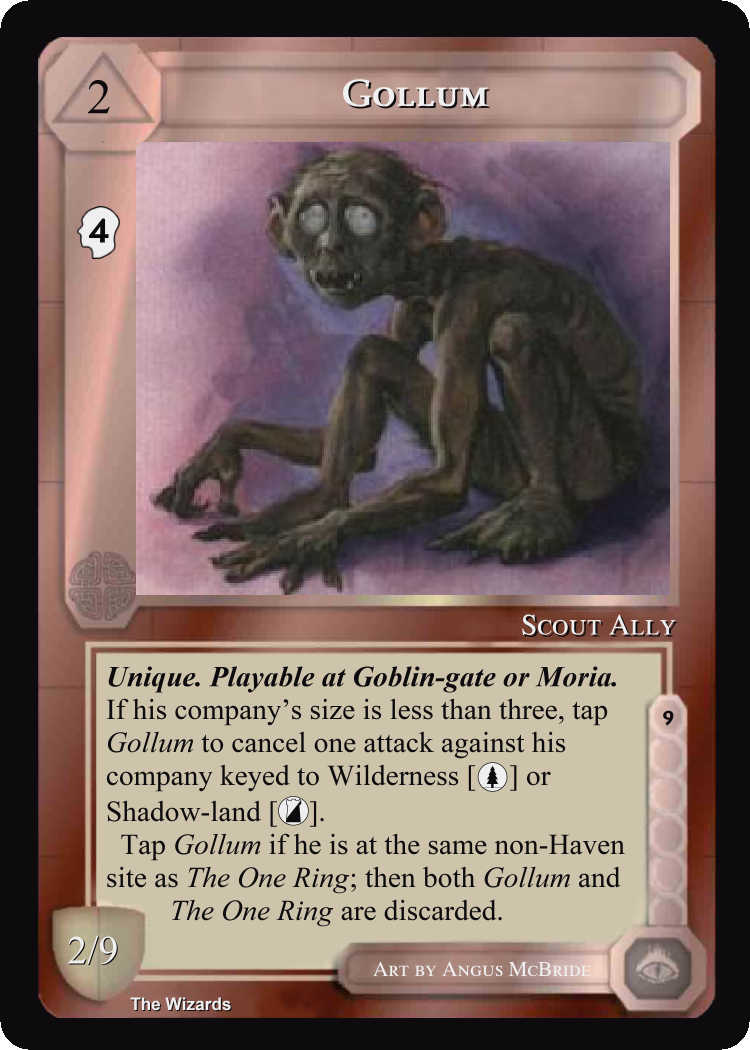 2
Gollum
4
Scout Ally
Unique. Playable at Goblin-gate or Moria.
If his company's size is less than three, tap
Gollum to cancel one attack against his
company keyed to Wilderness [ ] or
Shadow-land [ ].
Tap Gollum if he is at the same non-Haven
site as The One Ring; then both Gollum and
The One Ring are discarded.
9
2/9
Art by Angus McBride
The Wizards